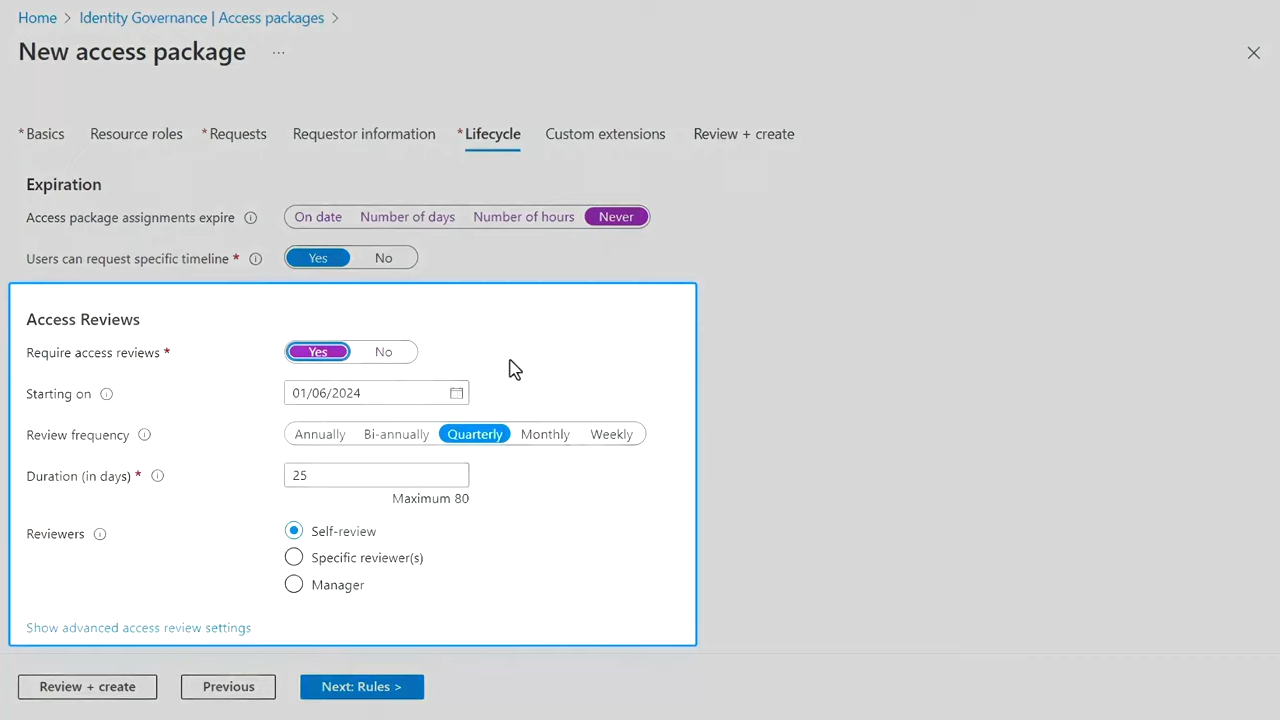 Home > Identity Governance | Access packages >
New access package ...
* Basics Resource roles * Requests Requestor information * Lifecycle Custom extensions Review + create
Expiration
Access package assignments expire On date Number of days Number of hours Never
Users can request specific timeline * Yes No
Access Reviews
Require access reviews * Yes No
Starting on 01/06/2024
Review frequency Annually Bi-annually Quarterly Monthly Weekly
Duration (in days) * 25
Maximum 80
Reviewers Self-review
Specific reviewer(s)
Manager
Show advanced access review settings
Review + create Previous Next: Rules >